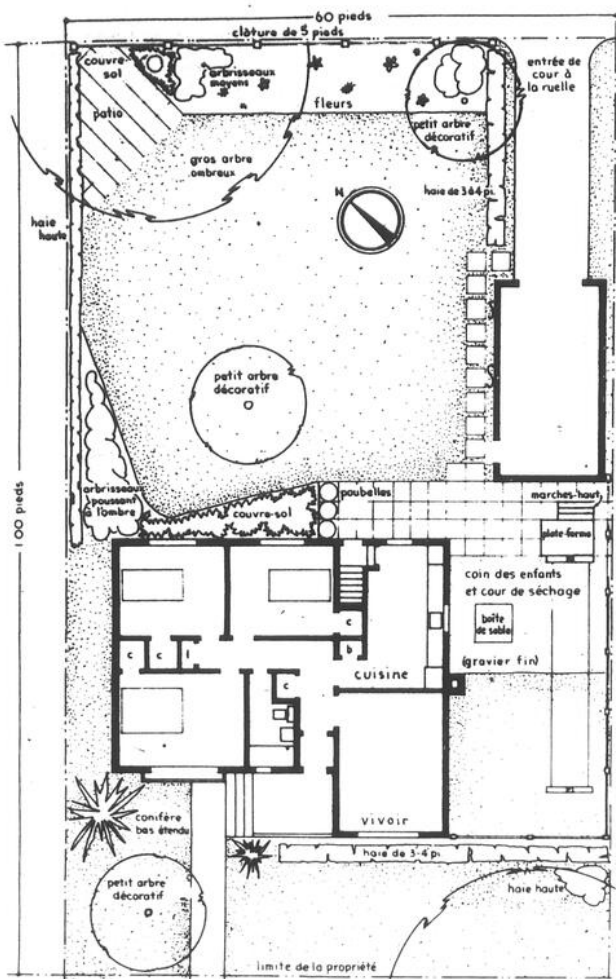 60 pieds
clôture de 5 pieds
couvre-
sol
arbrisseaux
moyens
patio
fleurs
gros arbre
ombreux
petit arbre
décoratif
entrée de
cour à
la ruelle
N
haie de 3&4 pi.
haie
haute
petit arbre
décoratif
100 pieds
arbrisseaux
poussant
à l'ombre
couvre-sol
poubelles
marches-haut
plate-forme
coin des enfants
et cour de séchage
boîte
de sable
(gravier fin)
c
b
c
c
l
c
cuisine
vivoir
conifère
bas étendu
haie de 3-4 pi.
petit arbre
décoratif
haie haute
limite de la propriété